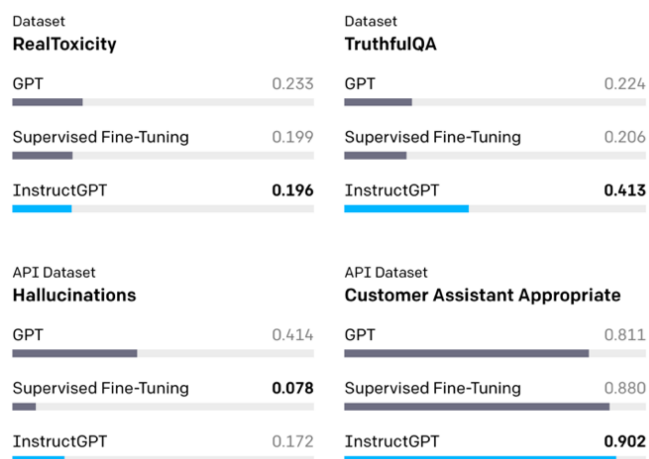 Dataset
RealToxicity
GPT 0.233
Supervised Fine-Tuning 0.199
InstructGPT 0.196
Dataset
TruthfulQA
GPT 0.224
Supervised Fine-Tuning 0.206
InstructGPT 0.413
API Dataset
Hallucinations
GPT 0.414
Supervised Fine-Tuning 0.078
InstructGPT 0.172
API Dataset
Customer Assistant Appropriate
GPT 0.811
Supervised Fine-Tuning 0.880
InstructGPT 0.902